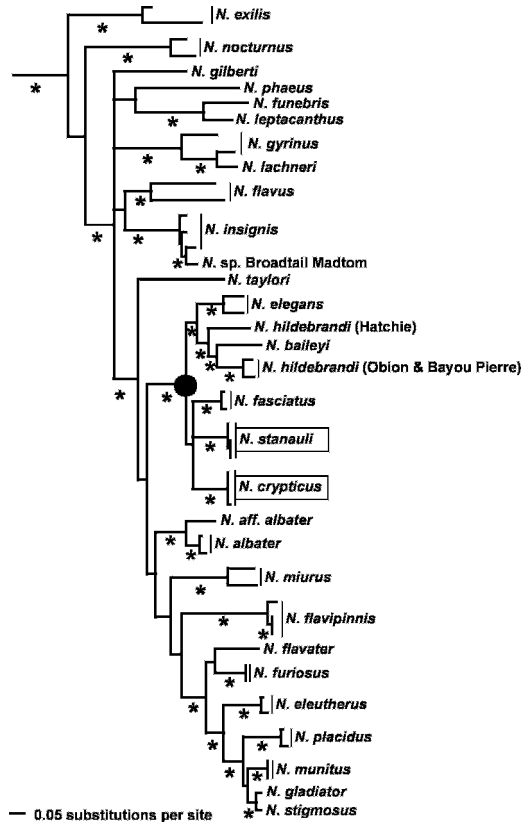 N. exilis
N. nocturnus
N. gilberti
N. phaeus
N. funebris
N. leptacanthus
N. gyrinus
N. lachneri
N. flavus
N. insignis
N. sp. Broadtail Madtom
N. taylori
N. elegans
N. hildebrandi (Hatchie)
N. baileyi
N. hildebrandi (Obion & Bayou Pierre)
N. fasciatus
N. stanauli
N. crypticus
N. aff. albater
N. albater
N. miurus
N. flavipinnis
N. flavater
N. furiosus
N. eleutherus
N. placidus
N. munitus
N. gladiator
N. stigmosus
0.05 substitutions per site